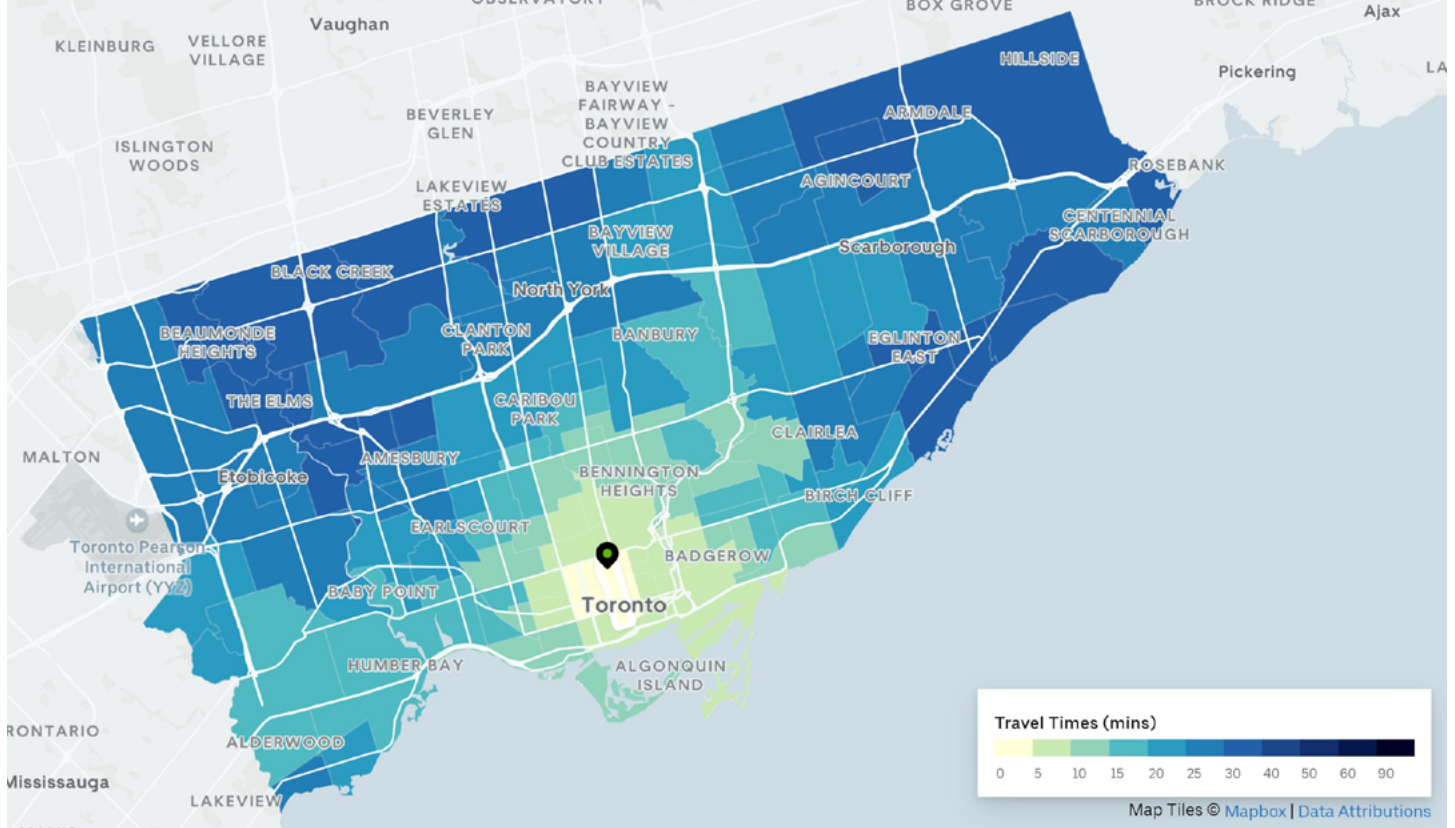 OBSERVATORY
BOX GROVE
BROCK RIDGE
Ajax
Vaughan
KLEINBURG
VELLORE
VILLAGE
HILLSIDE
Pickering
LA
BAYVIEW
FAIRWAY -
BAYVIEW
COUNTRY
CLUB ESTATES
BEVERLEY
GLEN
ARMDALE
ISLINGTON
WOODS
ROSEBANK
LAKEVIEW
ESTATES
AGINCOURT
BAYVIEW
VILLAGE
CENTENNIAL
SCARBOROUGH
Scarborough
BLACK CREEK
North York
BEAUMONDE
HEIGHTS
CLANTON
PARK
BANBURY
EGLINTON
EAST
THE ELMS
CARIBOU
PARK
CLAIRLEA
MALTON
AMESBURY
Etobicoke
BENNINGTON
HEIGHTS
BIRCH CLIFF
EARLSCOURT
Toronto Pearson
International
Airport (YYZ)
BADGEROW
BABY POINT
Toronto
HUMBER BAY
ALGONQUIN
ISLAND
RONTARIO
ALDERWOOD
Mississauga
LAKEVIEW
Travel Times (mins)
0 5 10 15 20 25 30 40 50 60 90
Map Tiles © Mapbox | Data Attributions